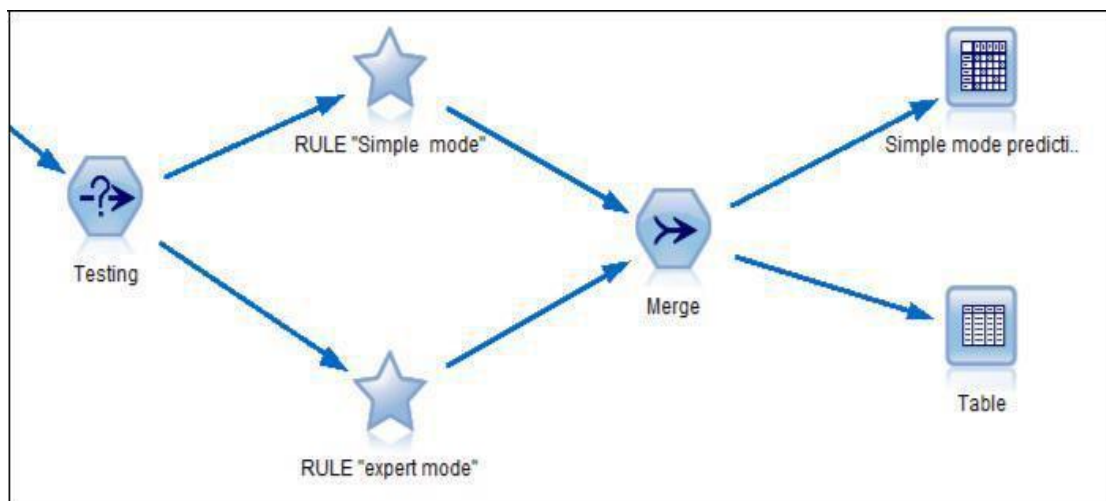 RULE "Simple  mode"
Simple mode predicti..
Testing
Merge
Table
RULE "expert mode"